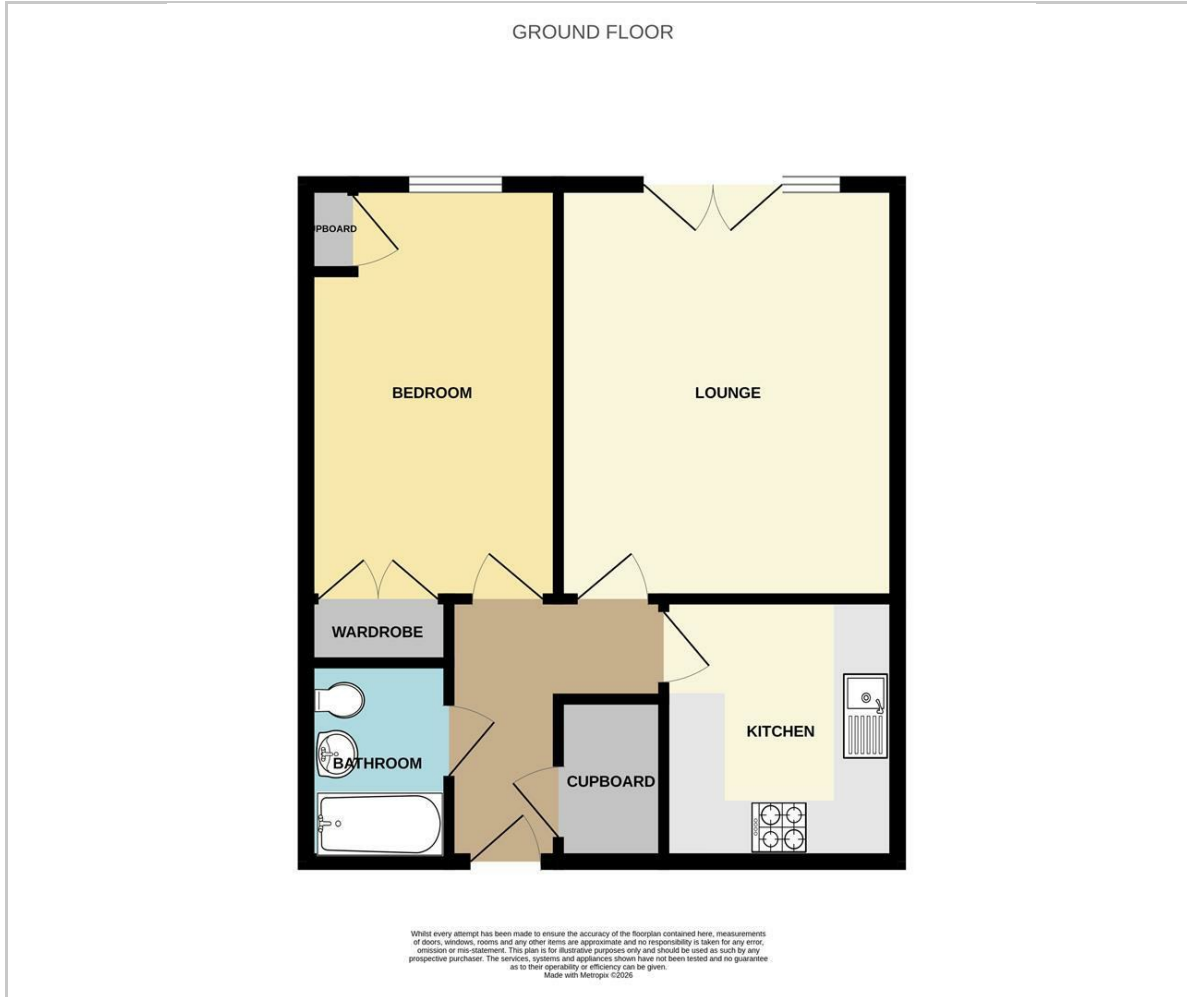 GROUND FLOOR
PBOARD
BEDROOM
LOUNGE
WARDROBE
BATHROOM
CUPBOARD
KITCHEN
Whilst every attempt has been made to ensure the accuracy of the floorplan contained here, measurements
of doors, windows, rooms and any other items are approximate and no responsibility is taken for any error,
omission or mis-statement. This plan is for illustrative purposes only and should be used as such by any
prospective purchaser. The services, systems and appliances shown have not been tested and no guarantee
as to their operability or efficiency can be given.
Made with Metropix ©2026